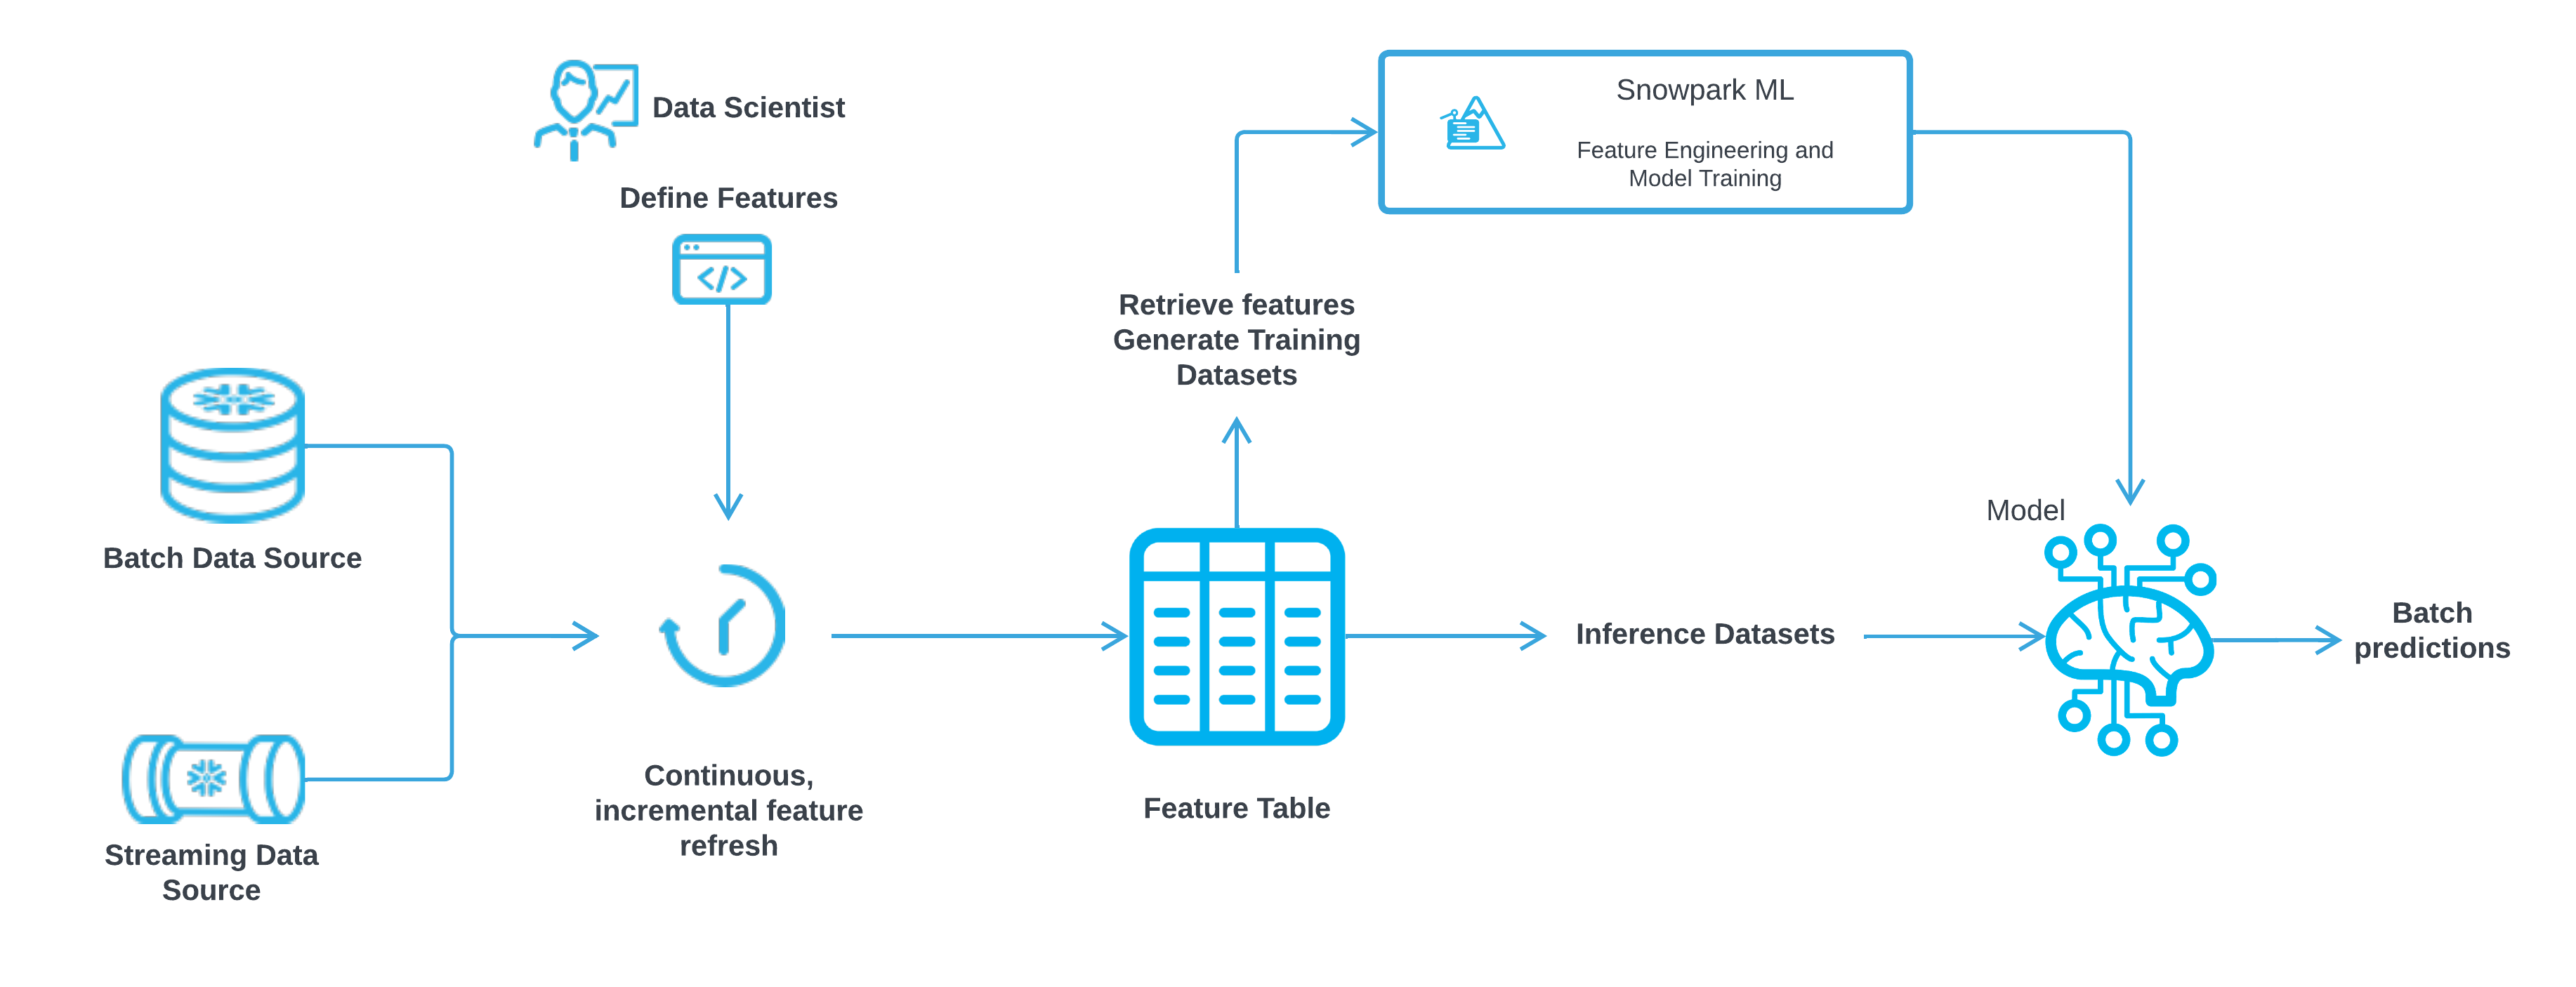 Data Scientist
Define Features
</>
Batch Data Source
Streaming Data
Source
Continuous,
incremental feature
refresh
Retrieve features
Generate Training
Datasets
Feature Table
Snowpark ML
Feature Engineering and
Model Training
Inference Datasets
Model
Batch
predictions